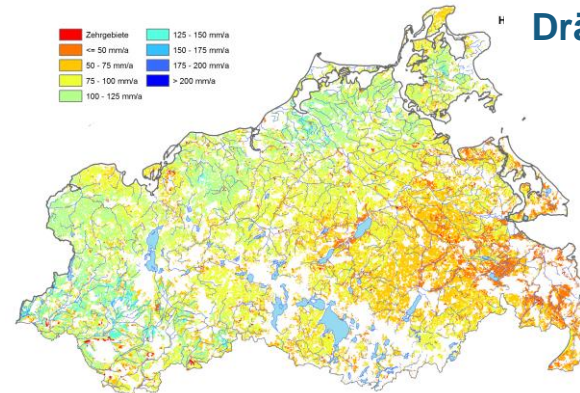 Zehrgebiete
<= 50 mm/a
50 - 75 mm/a
75 - 100 mm/a
100 - 125 mm/a
125 - 150 mm/a
150 - 175 mm/a
175 - 200 mm/a
> 200 mm/a
H
Drä